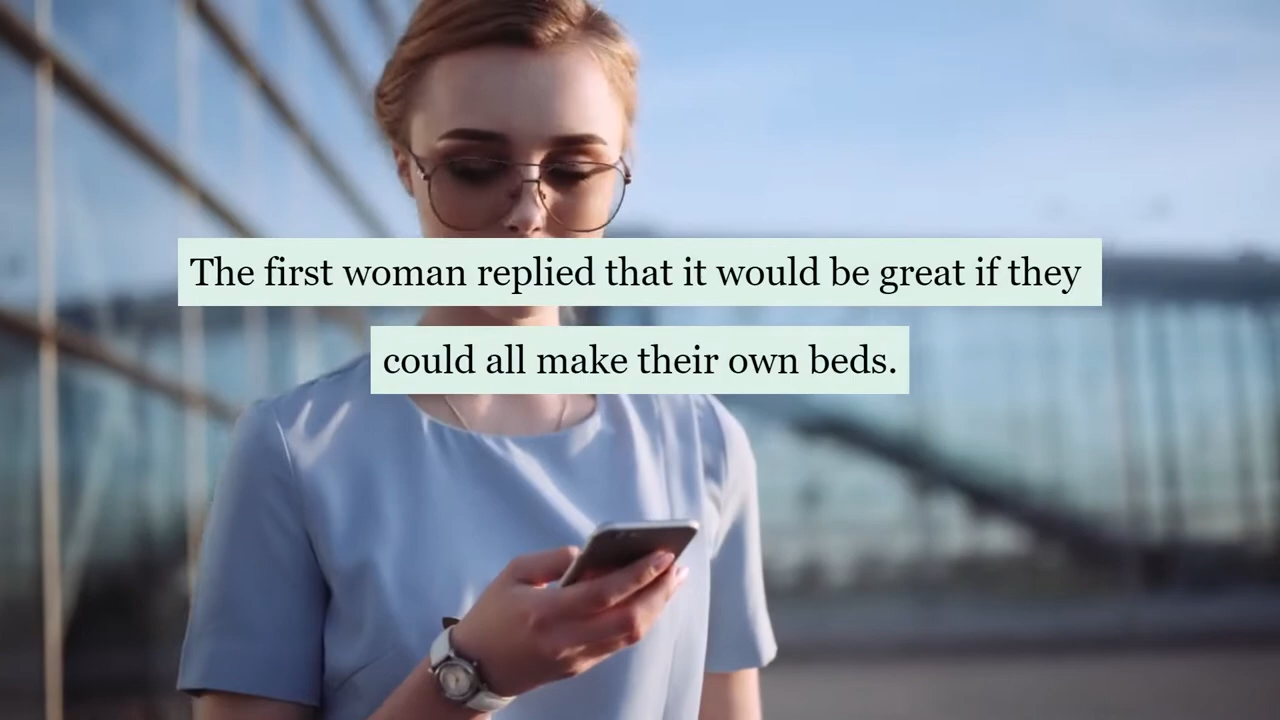 The first woman replied that it would be great if they
could all make their own beds.